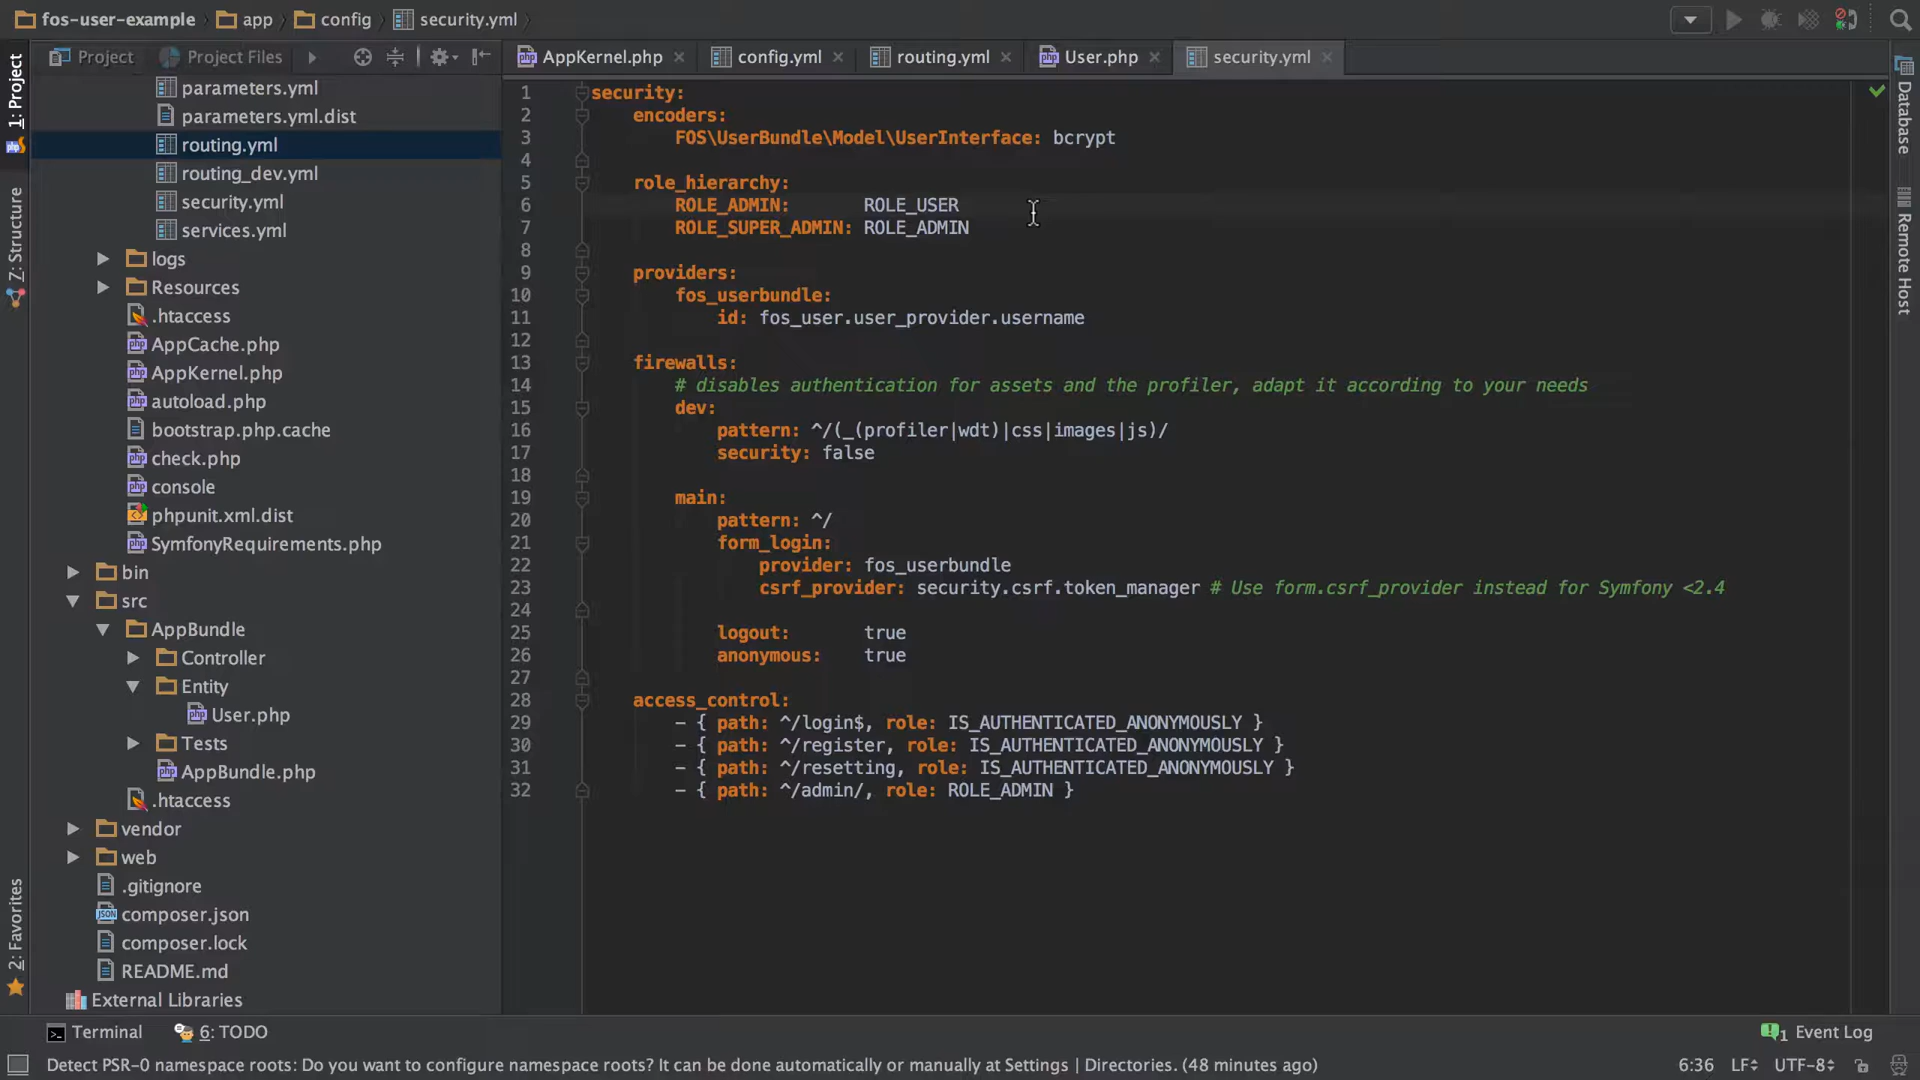 fos-user-example app config security.yml
1: Project
Z: Structure
2: Favorites
Project Project Files
parameters.yml
parameters.yml.dist
routing.yml
routing_dev.yml
security.yml
services.yml
logs
Resources
.htaccess
AppCache.php
AppKernel.php
autoload.php
bootstrap.php.cache
check.php
console
phpunit.xml.dist
SymfonyRequirements.php
bin
src
AppBundle
Controller
Entity
User.php
Tests
AppBundle.php
.htaccess
vendor
web
.gitignore
composer.json
composer.lock
README.md
External Libraries
AppKernel.php config.yml routing.yml User.php security.yml
1 security:
2 encoders:
3 FOS\UserBundle\Model\UserInterface: bcrypt
4
5 role_hierarchy:
6 ROLE_ADMIN: ROLE_USER
7 ROLE_SUPER_ADMIN: ROLE_ADMIN
8
9 providers:
10 fos_userbundle:
11 id: fos_user.user_provider.username
12
13 firewalls:
14 # disables authentication for assets and the profiler, adapt it according to your needs
15 dev:
16 pattern: ^/(_(profiler|wdt)|css|images|js)/
17 security: false
18
19 main:
20 pattern: ^/
21 form_login:
22 provider: fos_userbundle
23 csrf_provider: security.csrf.token_manager # Use form.csrf_provider instead for Symfony <2.4
24
25 logout: true
26 anonymous: true
27
28 access_control:
29 - { path: ^/login$, role: IS_AUTHENTICATED_ANONYMOUSLY }
30 - { path: ^/register, role: IS_AUTHENTICATED_ANONYMOUSLY }
31 - { path: ^/resetting, role: IS_AUTHENTICATED_ANONYMOUSLY }
32 - { path: ^/admin/, role: ROLE_ADMIN }
Database
Remote Host
Terminal 6: TODO 1 Event Log
Detect PSR-0 namespace roots: Do you want to configure namespace roots? It can be done automatically or manually at Settings | Directories. (48 minutes ago) 6:36 LF UTF-8